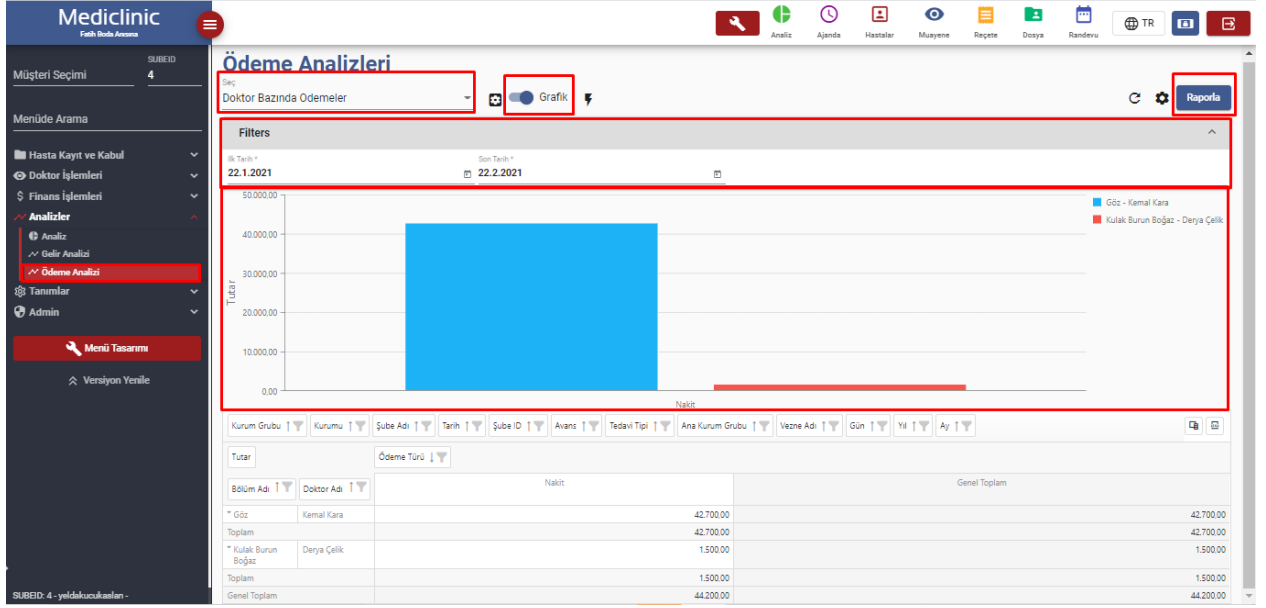 Mediclinic
Fatih Boda Anısına
Analiz
Ajanda
Hastalar
Muayene
Reçete
Dosya
Randevu
TR
Müşteri Seçimi
SUBEID
4
Menüde Arama
Hasta Kayıt ve Kabul
Doktor İşlemleri
$ Finans İşlemleri
Analizler
Analiz
Gelir Analizi
Ödeme Analizi
Tanımlar
Admin
Menü Tasarımı
Versiyon Yenile
SUBEID: 4 - yeldakucukaslan -
Ödeme Analizleri
Seç
Doktor Bazında Ödemeler
Grafik
Raporla
Filters
İlk Tarih *
22.1.2021
Son Tarih *
22.2.2021
50.000,00
40.000,00
30.000,00
20.000,00
10.000,00
0,00
Tutar
Nakit
Göz - Kemal Kara
Kulak Burun Boğaz - Derya Çelik
Kurum Grubu Kurumu Şube Adı Tarih Şube ID Avans Tedavi Tipi Ana Kurum Grubu Vezne Adı Gün Yıl Ay
Tutar Ödeme Türü
Bölüm Adı Doktor Adı Nakit Genel Toplam
Göz Kemal Kara 42.700,00 42.700,00
Toplam 42.700,00 42.700,00
Kulak Burun Boğaz Derya Çelik 1.500,00 1.500,00
Toplam 1.500,00 1.500,00
Genel Toplam 44.200,00 44.200,00